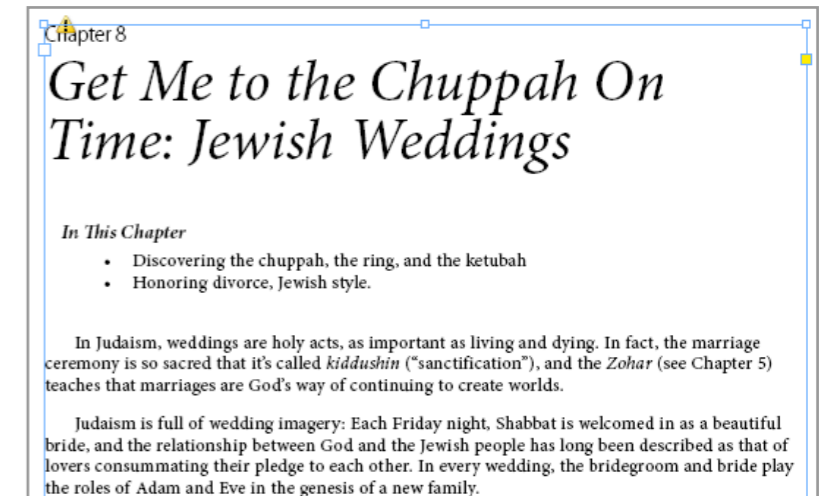 Chapter 8
Get Me to the Chuppah On
Time: Jewish Weddings
In This Chapter
• Discovering the chuppah, the ring, and the ketubah
• Honoring divorce, Jewish style.
In Judaism, weddings are holy acts, as important as living and dying. In fact, the marriage
ceremony is so sacred that it’s called kiddushin (“sanctification”), and the Zohar (see Chapter 5)
teaches that marriages are God’s way of continuing to create worlds.
Judaism is full of wedding imagery: Each Friday night, Shabbat is welcomed in as a beautiful
bride, and the relationship between God and the Jewish people has long been described as that of
lovers consummating their pledge to each other. In every wedding, the bridegroom and bride play
the roles of Adam and Eve in the genesis of a new family.